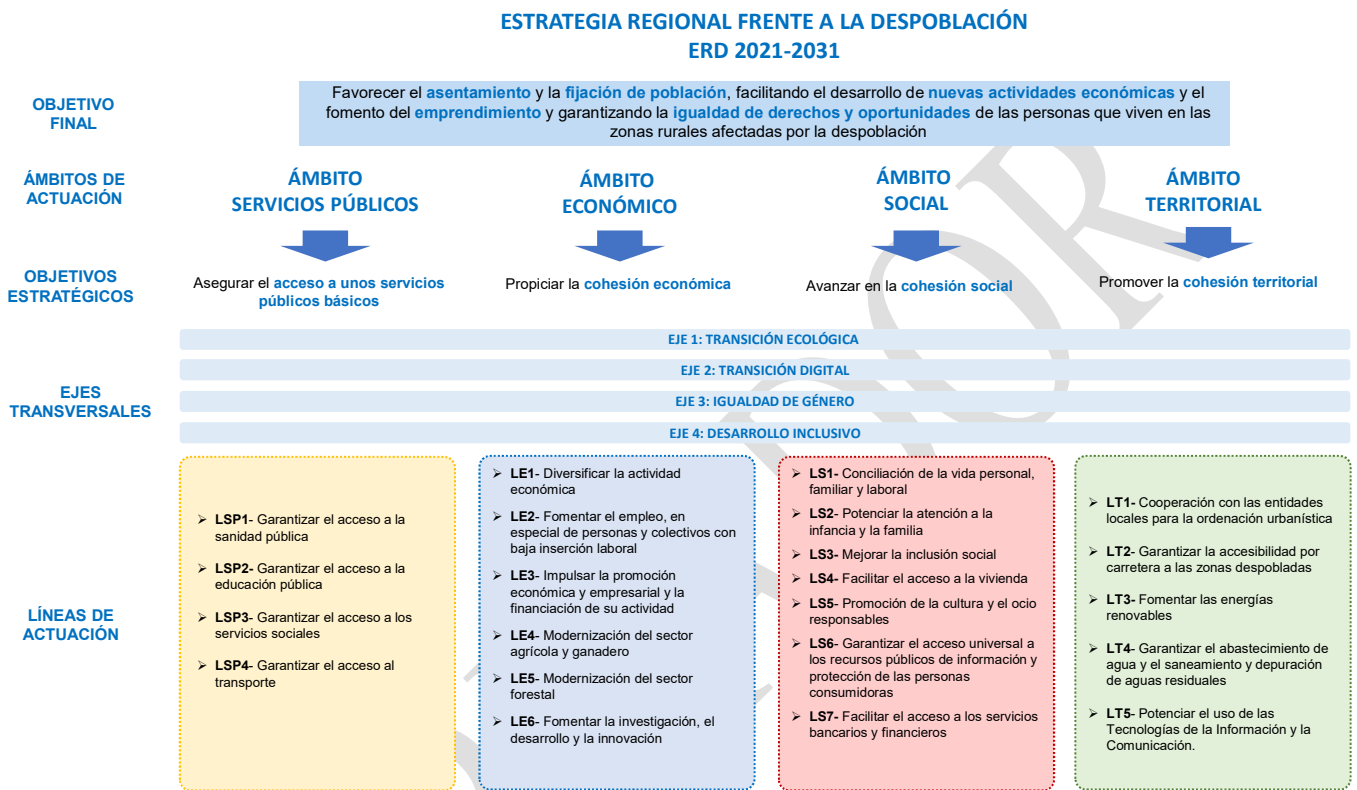 ESTRATEGIA REGIONAL FRENTE A LA DESPOBLACIÓN
ERD 2021-2031
OBJETIVO
FINAL
Favorecer el asentamiento y la fijación de población, facilitando el desarrollo de nuevas actividades económicas y el
fomento del emprendimiento y garantizando la igualdad de derechos y oportunidades de las personas que viven en las
zonas rurales afectadas por la despoblación
ÁMBITOS DE
ACTUACIÓN
ÁMBITO
SERVICIOS PÚBLICOS
ÁMBITO
ECONÓMICO
ÁMBITO
SOCIAL
ÁMBITO
TERRITORIAL
OBJETIVOS
ESTRATÉGICOS
Asegurar el acceso a unos servicios
públicos básicos
Propiciar la cohesión económica
Avanzar en la cohesión social
Promover la cohesión territorial
EJES
TRANSVERSALES
EJE 1: TRANSICIÓN ECOLÓGICA
EJE 2: TRANSICIÓN DIGITAL
EJE 3: IGUALDAD DE GÉNERO
EJE 4: DESARROLLO INCLUSIVO
LÍNEAS DE
ACTUACIÓN
➢ LSP1- Garantizar el acceso a la
sanidad pública
➢ LSP2- Garantizar el acceso a la
educación pública
➢ LSP3- Garantizar el acceso a los
servicios sociales
➢ LSP4- Garantizar el acceso al
transporte
➢ LE1- Diversificar la actividad
económica
➢ LE2- Fomentar el empleo, en
especial de personas y colectivos con
baja inserción laboral
➢ LE3- Impulsar la promoción
económica y empresarial y la
financiación de su actividad
➢ LE4- Modernización del sector
agrícola y ganadero
➢ LE5- Modernización del sector
forestal
➢ LE6- Fomentar la investigación, el
desarrollo y la innovación
➢ LS1- Conciliación de la vida personal,
familiar y laboral
➢ LS2- Potenciar la atención a la
infancia y la familia
➢ LS3- Mejorar la inclusión social
➢ LS4- Facilitar el acceso a la vivienda
➢ LS5- Promoción de la cultura y el ocio
responsables
➢ LS6- Garantizar el acceso universal a
los recursos públicos de información y
protección de las personas
consumidoras
➢ LS7- Facilitar el acceso a los servicios
bancarios y financieros
➢ LT1- Cooperación con las entidades
locales para la ordenación urbanística
➢ LT2- Garantizar la accesibilidad por
carretera a las zonas despobladas
➢ LT3- Fomentar las energías
renovables
➢ LT4- Garantizar el abastecimiento de
agua y el saneamiento y depuración
de aguas residuales
➢ LT5- Potenciar el uso de las
Tecnologías de la Información y la
Comunicación.